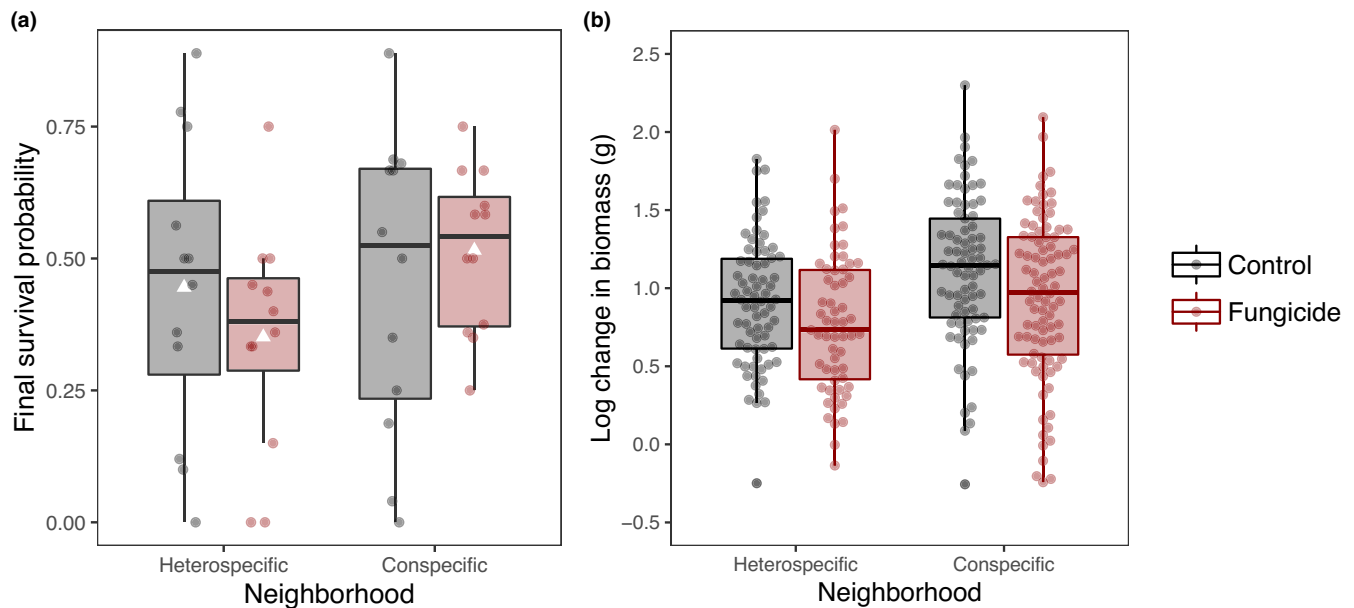 (a)
Final survival probability
0.75
0.50
0.25
0.00
Heterospecific
Conspecific
Neighborhood
(b)
Log change in biomass (g)
2.5
2.0
1.5
1.0
0.5
0.0
−0.5
Heterospecific
Conspecific
Neighborhood
Control
Fungicide